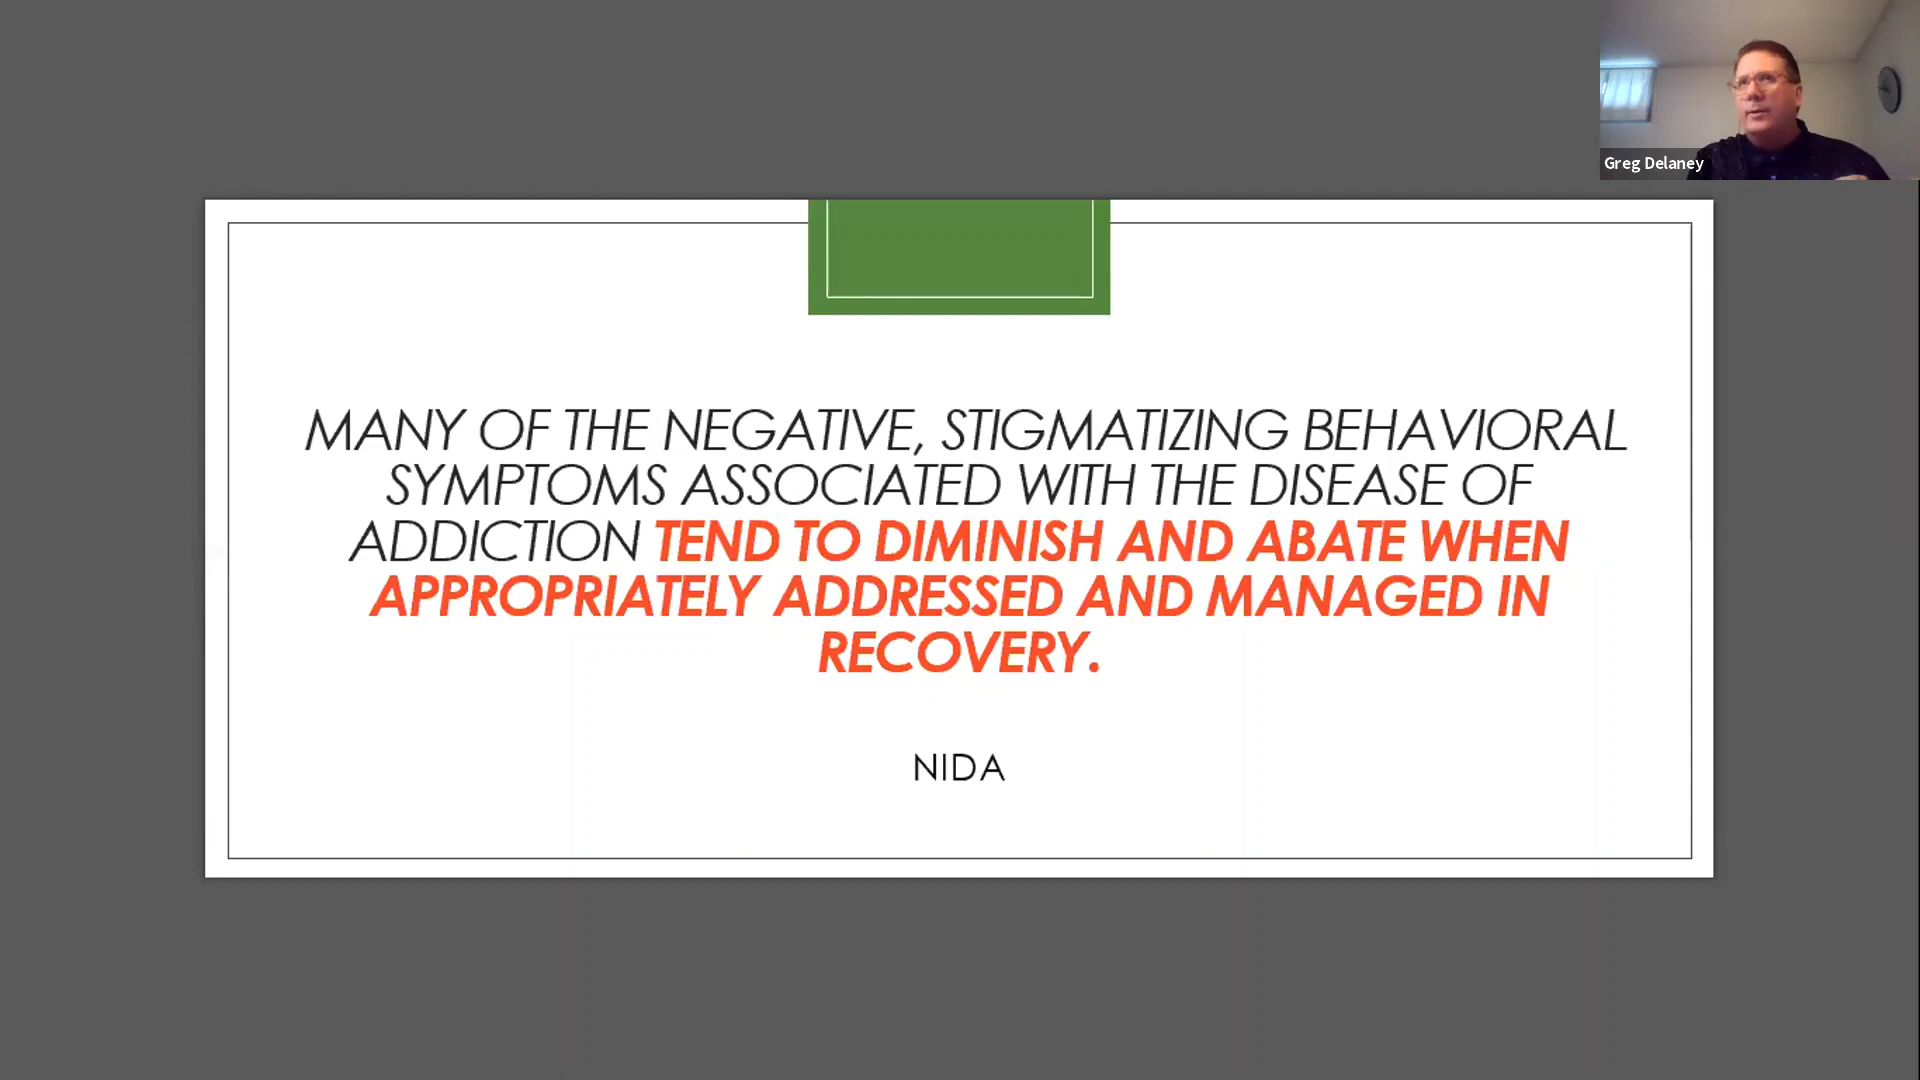 Greg Delaney
MANY OF THE NEGATIVE, STIGMATIZING BEHAVIORAL
SYMPTOMS ASSOCIATED WITH THE DISEASE OF
ADDICTION TEND TO DIMINISH AND ABATE WHEN
APPROPRIATELY ADDRESSED AND MANAGED IN
RECOVERY.
NIDA